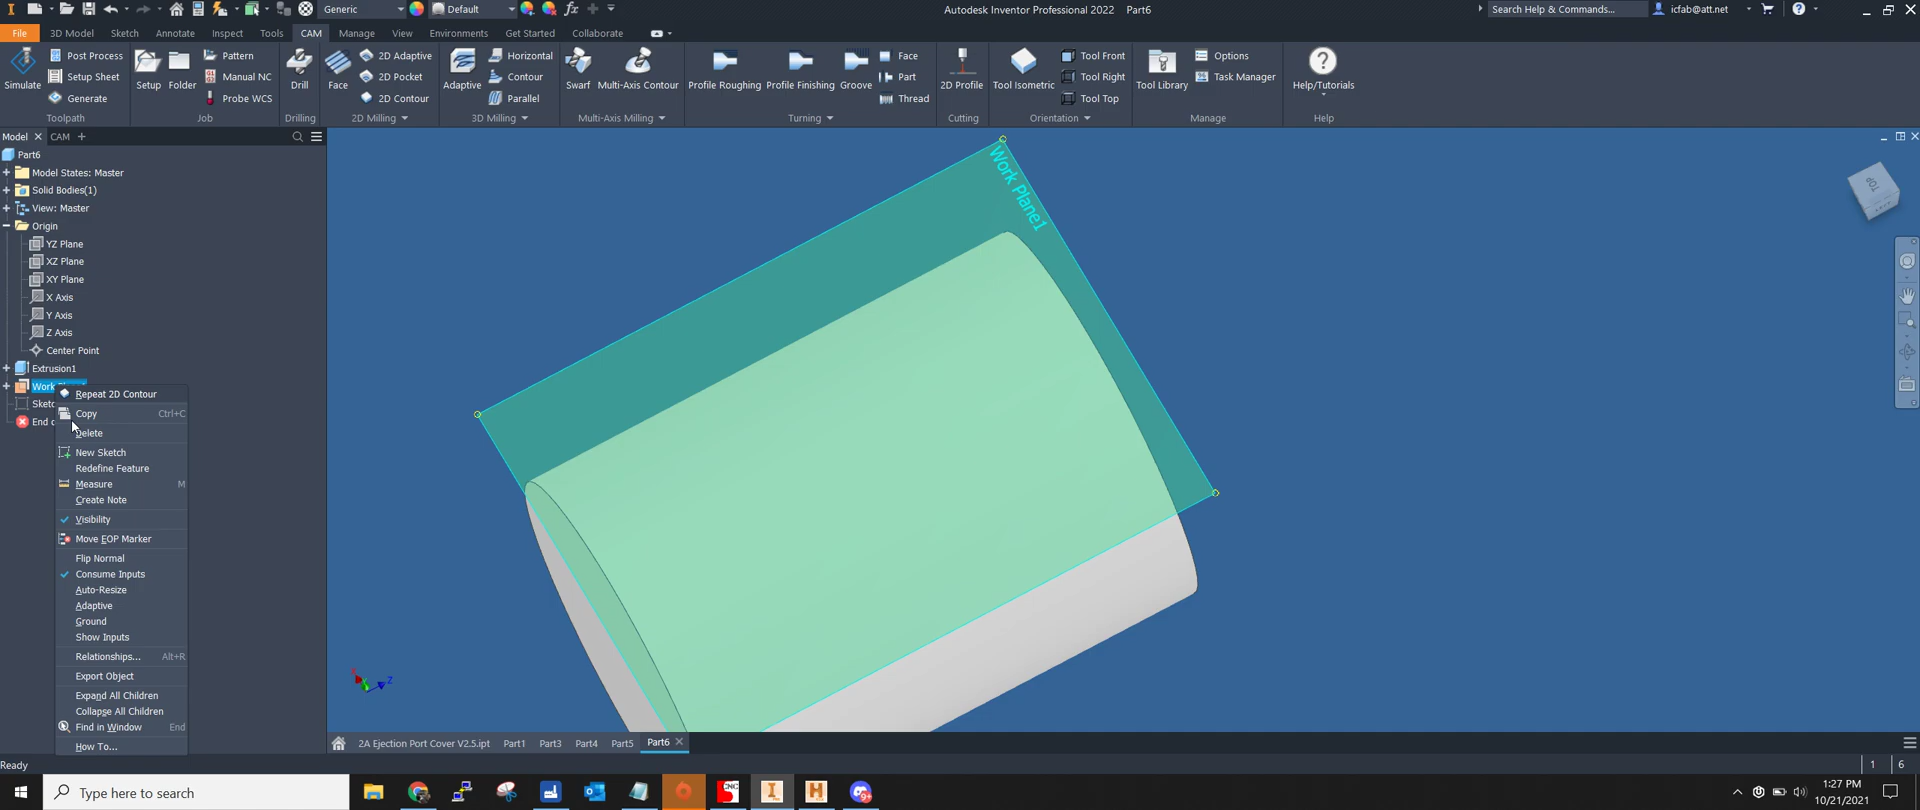 Generic
Default
Autodesk Inventor Professional 2022 Part6
Search Help & Commands...
icfab@att.net
File 3D Model Sketch Annotate Inspect Tools CAM Manage View Environments Get Started Collaborate
Simulate
Post Process
Setup Sheet
Generate
Toolpath
Setup
Folder
Pattern
Manual NC
Probe WCS
Job
Drill
Drilling
Face
2D Adaptive
2D Pocket
2D Contour
2D Milling
Adaptive
Horizontal
Contour
Parallel
3D Milling
Swarf
Multi-Axis Contour
Multi-Axis Milling
Profile Roughing
Profile Finishing
Groove
Face
Part
Thread
Turning
2D Profile
Cutting
Tool Isometric
Tool Front
Tool Right
Tool Top
Orientation
Tool Library
Options
Task Manager
Manage
Help/Tutorials
Help
Model CAM
Part6
Model States: Master
Solid Bodies(1)
View: Master
Origin
YZ Plane
XZ Plane
XY Plane
X Axis
Y Axis
Z Axis
Center Point
Extrusion1
Repeat 2D Contour
Copy Ctrl+C
Delete
New Sketch
Redefine Feature
Measure M
Create Note
Visibility
Move EOP Marker
Flip Normal
Consume Inputs
Auto-Resize
Adaptive
Ground
Show Inputs
Relationships... Alt+R
Export Object
Expand All Children
Collapse All Children
Find in Window End
How To...
Work Plane1
TOP
Z
2A Ejection Port Cover V2.5.ipt Part1 Part3 Part4 Part5 Part6
Ready
1 6
Type here to search
1:27 PM
10/21/2021